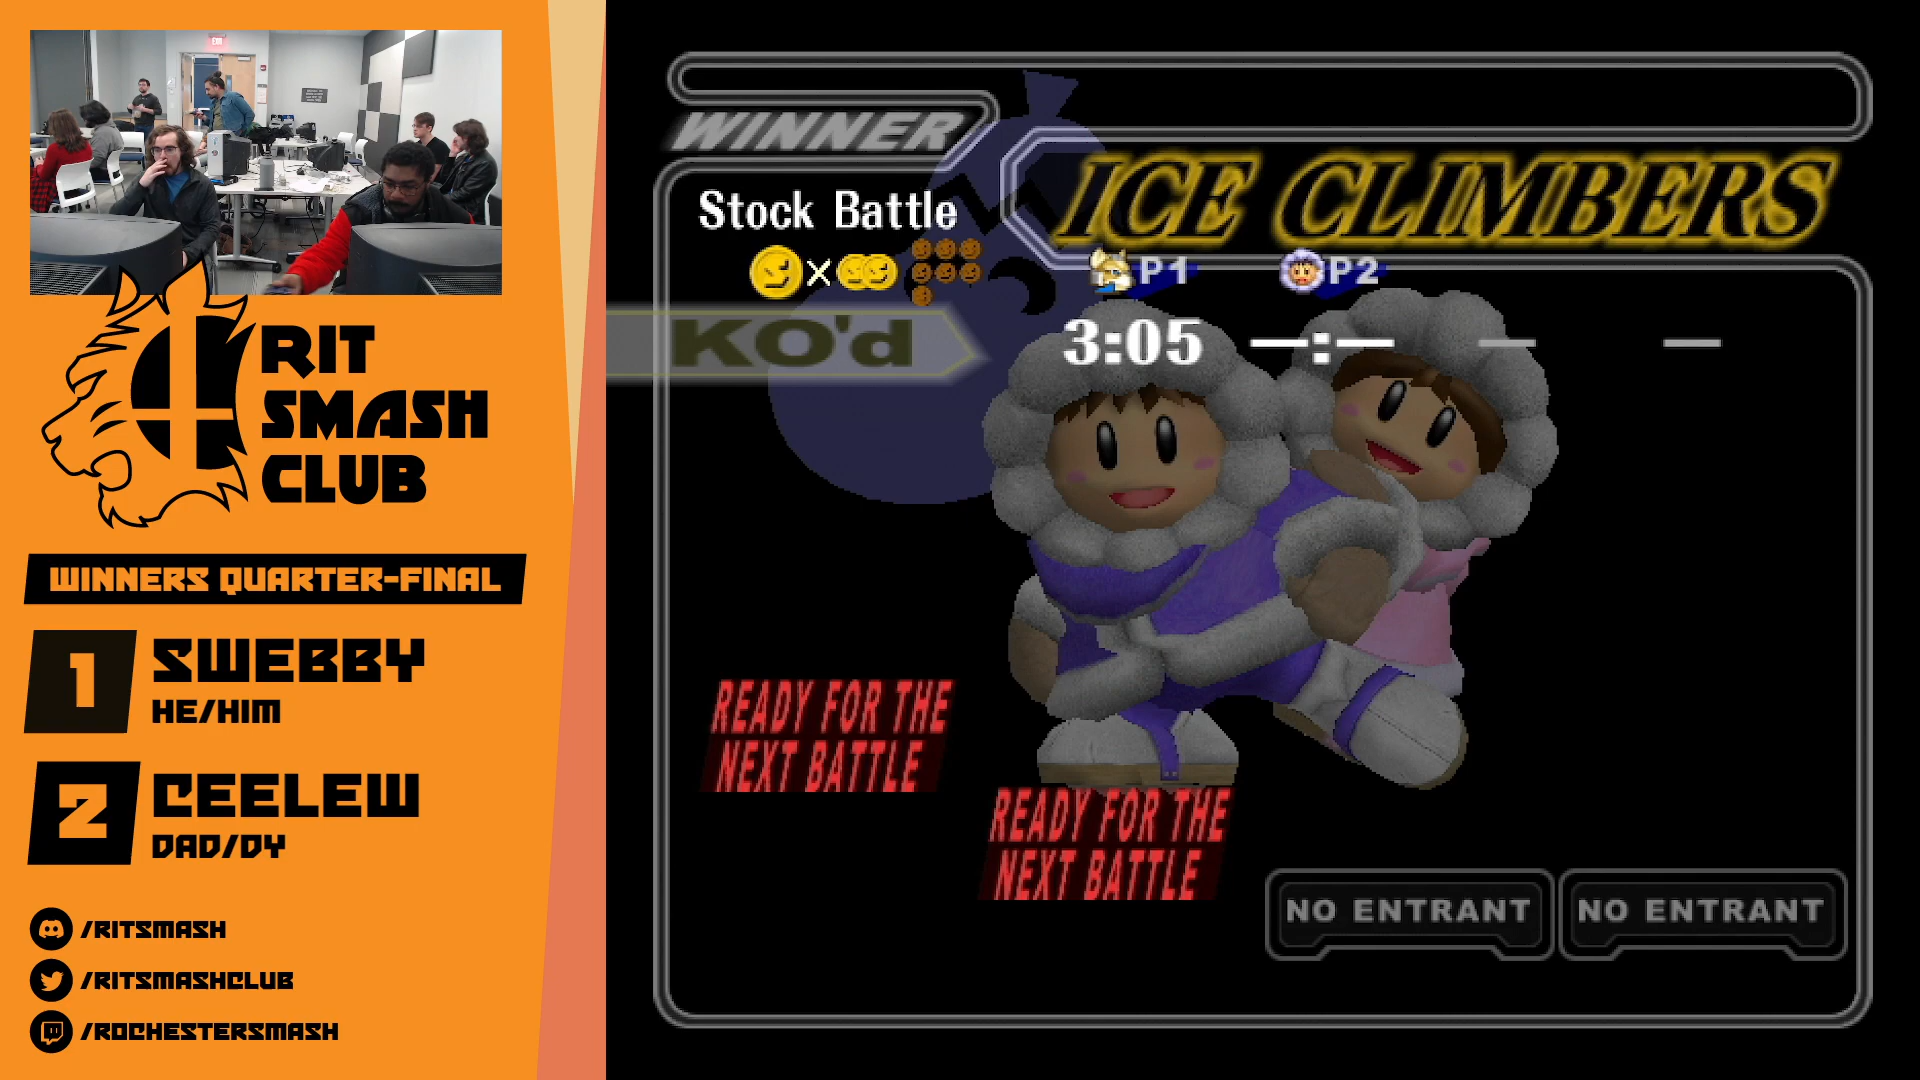 EXIT
RIT
SMASH
CLUB
WINNERS QUARTER-FINAL
1 SWEBBY
HE/HIM
2 CEELEW
DAD/DY
/RITSMASH
/RITSMASHCLUB
/ROCHESTERSMASH
WINNER
ICE CLIMBERS
Stock Battle
P1 P2
KO'd 3:05 —:— — —
READY FOR THE
NEXT BATTLE
READY FOR THE
NEXT BATTLE
NO ENTRANT NO ENTRANT